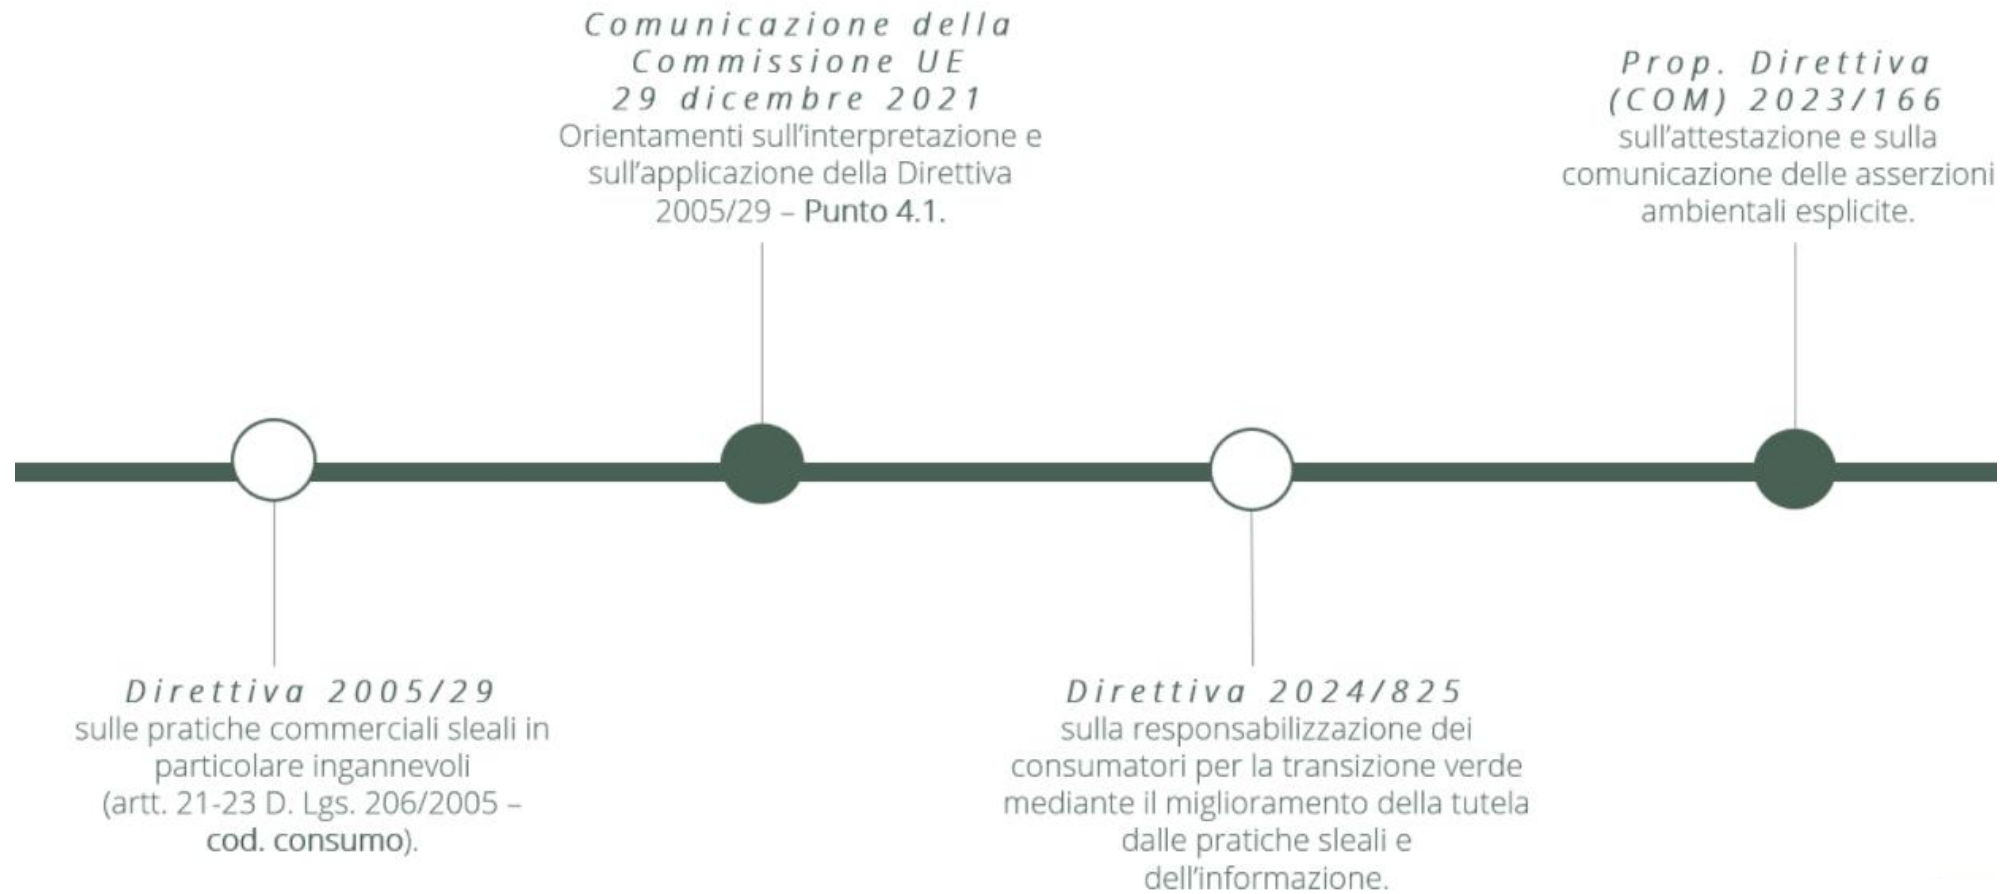 Comunicazione della
Commissione UE
29 dicembre 2021
Orientamenti sull'interpretazione e
sull'applicazione della Direttiva
2005/29 – Punto 4.1.
Prop. Direttiva
(COM) 2023/166
sull'attestazione e sulla
comunicazione delle asserzioni
ambientali esplicite.
Direttiva 2005/29
sulle pratiche commerciali sleali in
particolare ingannevoli
(artt. 21-23 D. Lgs. 206/2005 –
cod. consumo).
Direttiva 2024/825
sulla responsabilizzazione dei
consumatori per la transizione verde
mediante il miglioramento della tutela
dalle pratiche sleali e
dell'informazione.